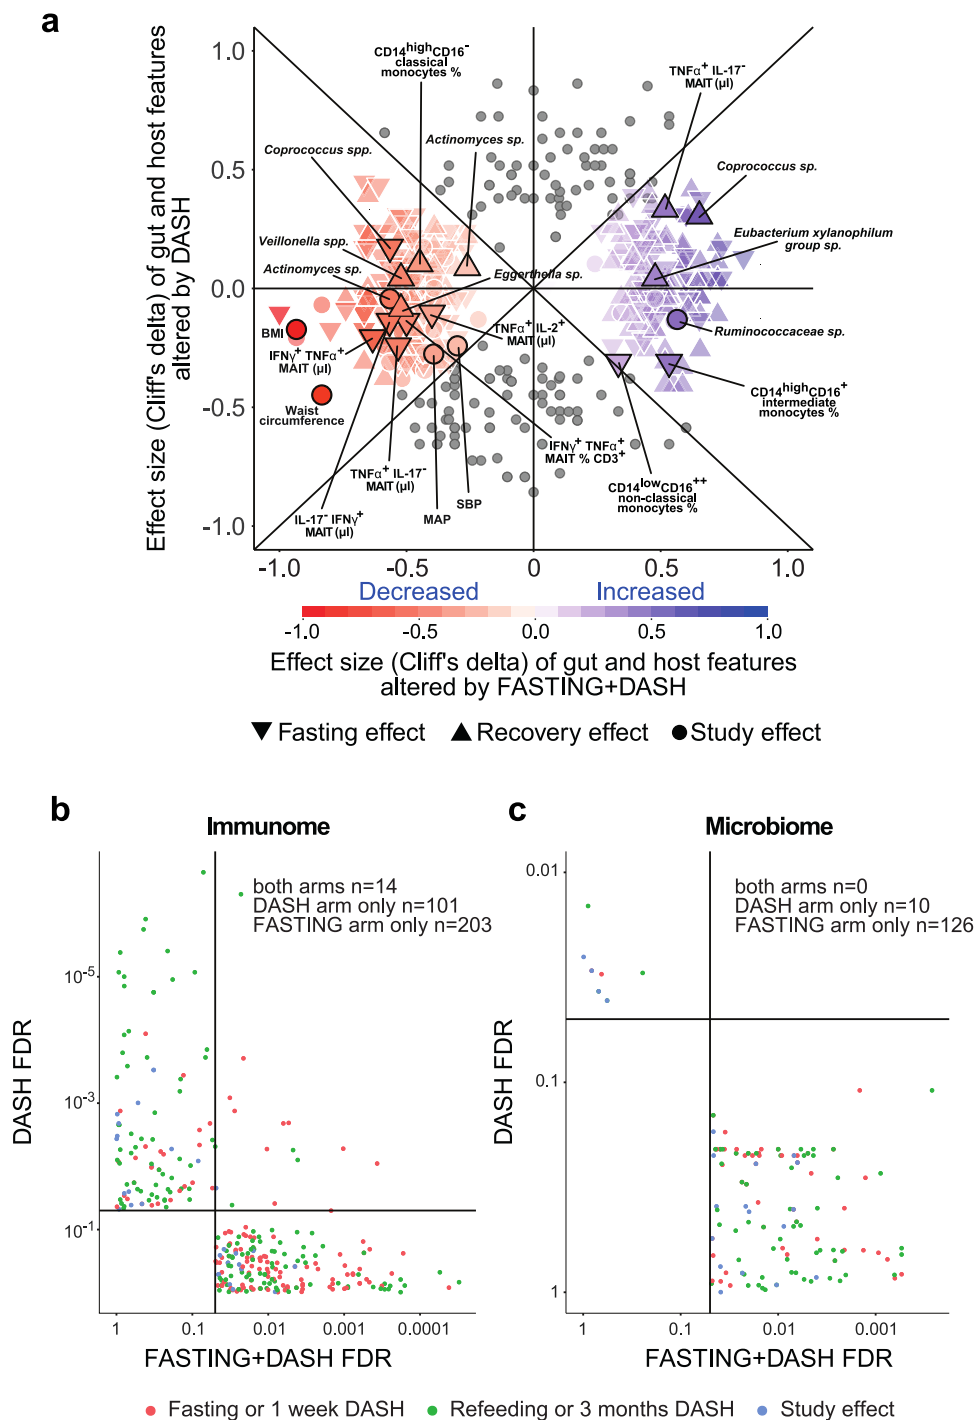 a
Effect size (Cliff's delta) of gut and host features
altered by DASH
1.0
0.5
0.0
-0.5
-1.0
CD14highCD16-
classical
monocytes %
TNFα+ IL-17-
MAIT (µl)
Actinomyces sp.
Coprococcus spp.
Coprococcus sp.
Veillonella spp.
Eubacterium xylanophilum
group sp.
Actinomyces sp.
Eggerthella sp.
BMI
TNFα+ IL-2+
MAIT (µl)
Ruminococcaceae sp.
IFNγ+ TNFα+
MAIT (µl)
CD14highCD16+
intermediate
monocytes %
Waist
circumference
IFNγ+ TNFα+
MAIT % CD3+
TNFα+ IL-17-
MAIT (µl)
CD14lowCD16++
non-classical
monocytes %
SBP
MAP
IL-17- IFNγ+
MAIT (µl)
-1.0 -0.5 0 0.5 1.0
Decreased Increased
-1.0 -0.5 0.0 0.5 1.0
Effect size (Cliff's delta) of gut and host features
altered by FASTING+DASH
Fasting effect Recovery effect Study effect
b
Immunome
both arms n=14
DASH arm only n=101
FASTING arm only n=203
DASH FDR
10-5
10-3
10-1
1 0.1 0.01 0.001 0.0001
FASTING+DASH FDR
c
Microbiome
both arms n=0
DASH arm only n=10
FASTING arm only n=126
DASH FDR
0.01
0.1
1
1 0.1 0.01 0.001
FASTING+DASH FDR
Fasting or 1 week DASH Refeeding or 3 months DASH Study effect